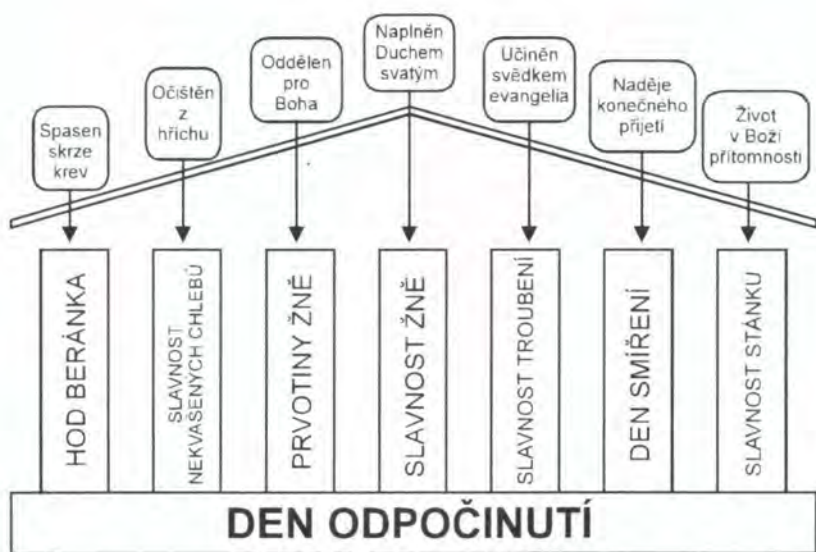 Spasen
skrze
krev
Očištěn
z
hříchu
Oddělen
pro
Boha
Naplněn
Duchem
svatým
Učiněn
svědkem
evangelia
Naděje
konečného
přijetí
Život
v Boží
přítomnosti
HOD BERÁNKA
SLAVNOST
NEKVAŠENÝCH CHLEBŮ
PRVOTINY ŽNĚ
SLAVNOST ŽNĚ
SLAVNOST TROUBENÍ
DEN SMÍŘENÍ
SLAVNOST STÁNKU
DEN ODPOČINUTÍ